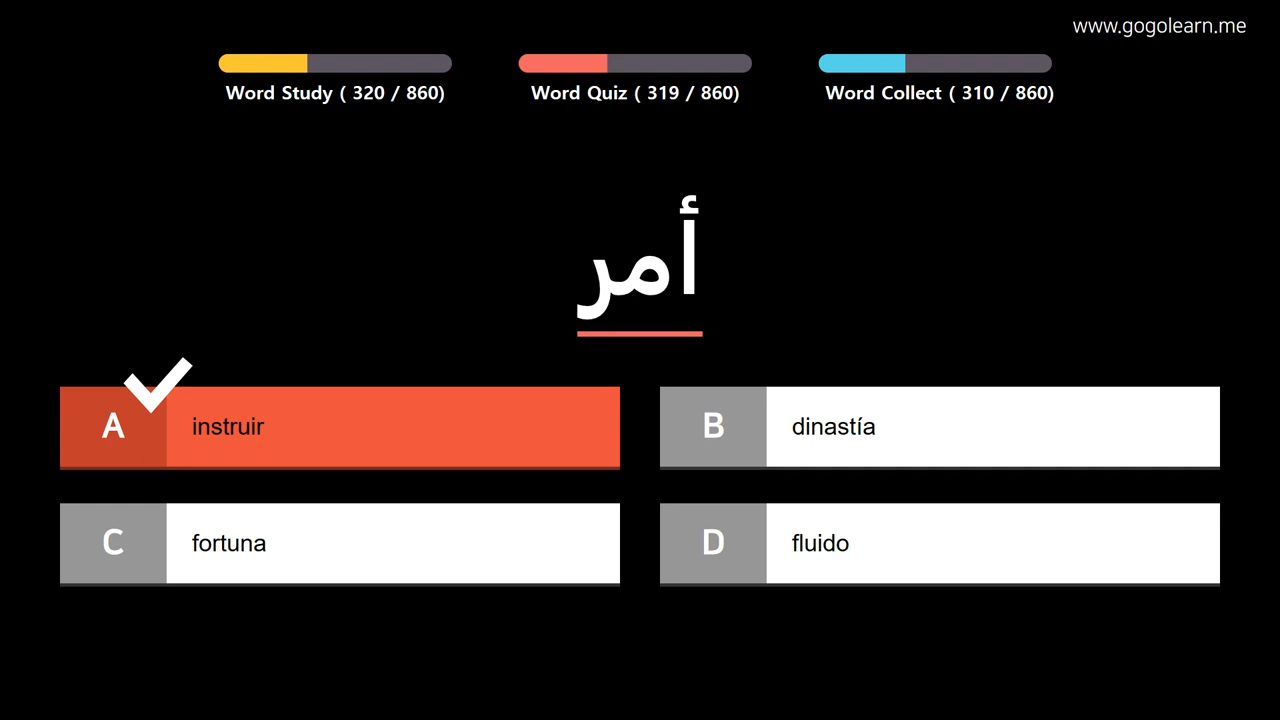 www.gogolearn.me
Word Study ( 320 / 860)
Word Quiz ( 319 / 860)
Word Collect ( 310 / 860)
أمر
A instruir
B dinastía
C fortuna
D fluido